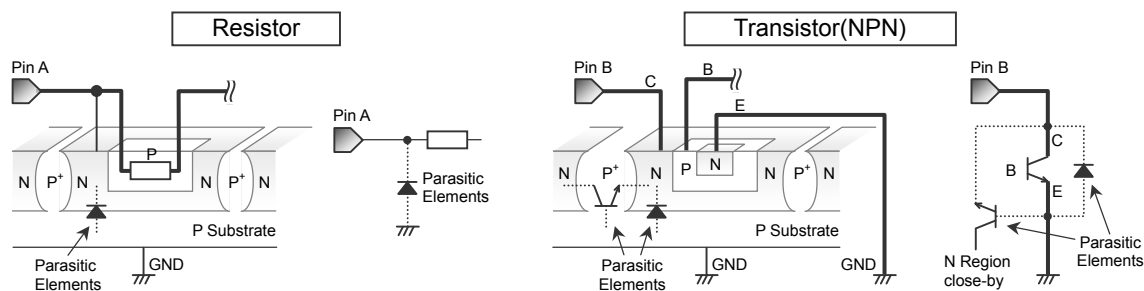 Resistor
Pin A
P
N
P+
N
N
P+
N
P Substrate
Parasitic
Elements
GND
Pin A
Parasitic
Elements
Transistor(NPN)
Pin B
C
B
E
N
P+
N
P
N
N
P+
N
P Substrate
Parasitic
Elements
GND
GND
Pin B
C
B
E
N Region
close-by
Parasitic
Elements